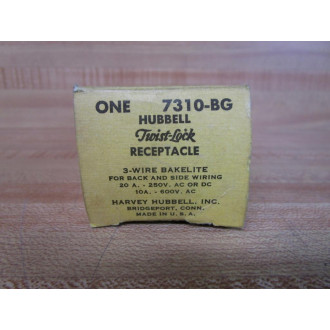 ONE 7310-BG
HUBBELL
Twist-Lock
RECEPTACLE
3-WIRE BAKELITE
FOR BACK AND SIDE WIRING
20 A. - 250V. AC OR DC
10A. - 600V. AC
HARVEY HUBBELL, INC.
BRIDGEPORT, CONN.
MADE IN U.S.A.